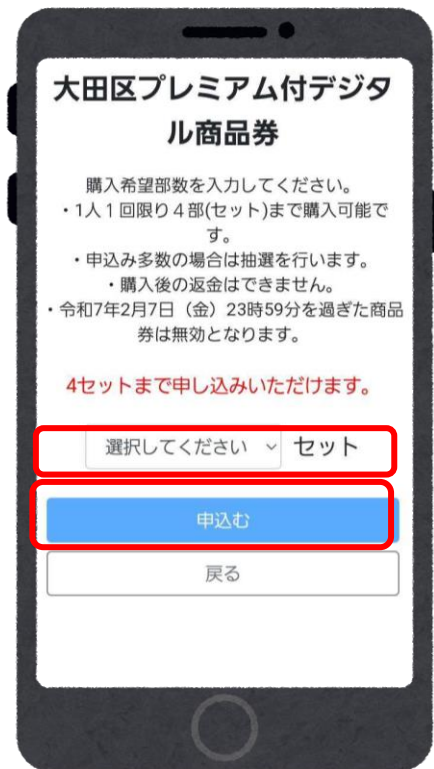 大田区プレミアム付デジタ
ル商品券
購入希望部数を入力してください。
・1人1回限り4部(セット)まで購入可能で
す。
・申込み多数の場合は抽選を行います。
・購入後の返金はできません。
・令和7年2月7日（金）23時59分を過ぎた商品
券は無効となります。
4セットまで申し込みいただけます。
選択してください セット
申込む
戻る